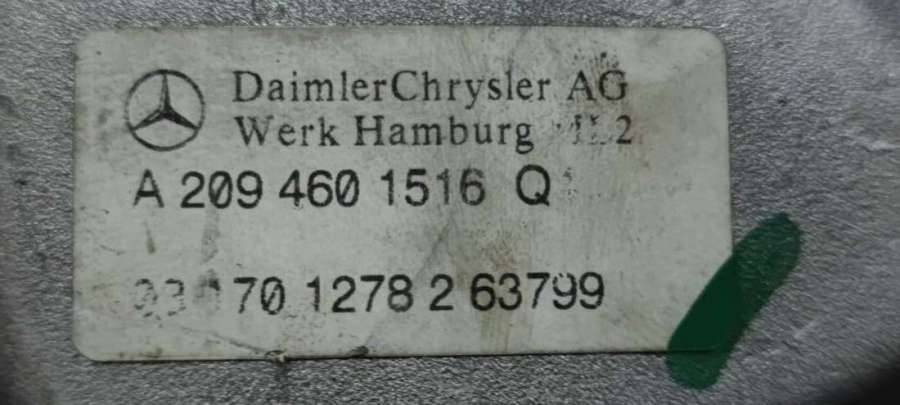 DaimlerChrysler AG
Werk Hamburg
A 209 460 1516 Q
70 1278 2 63799